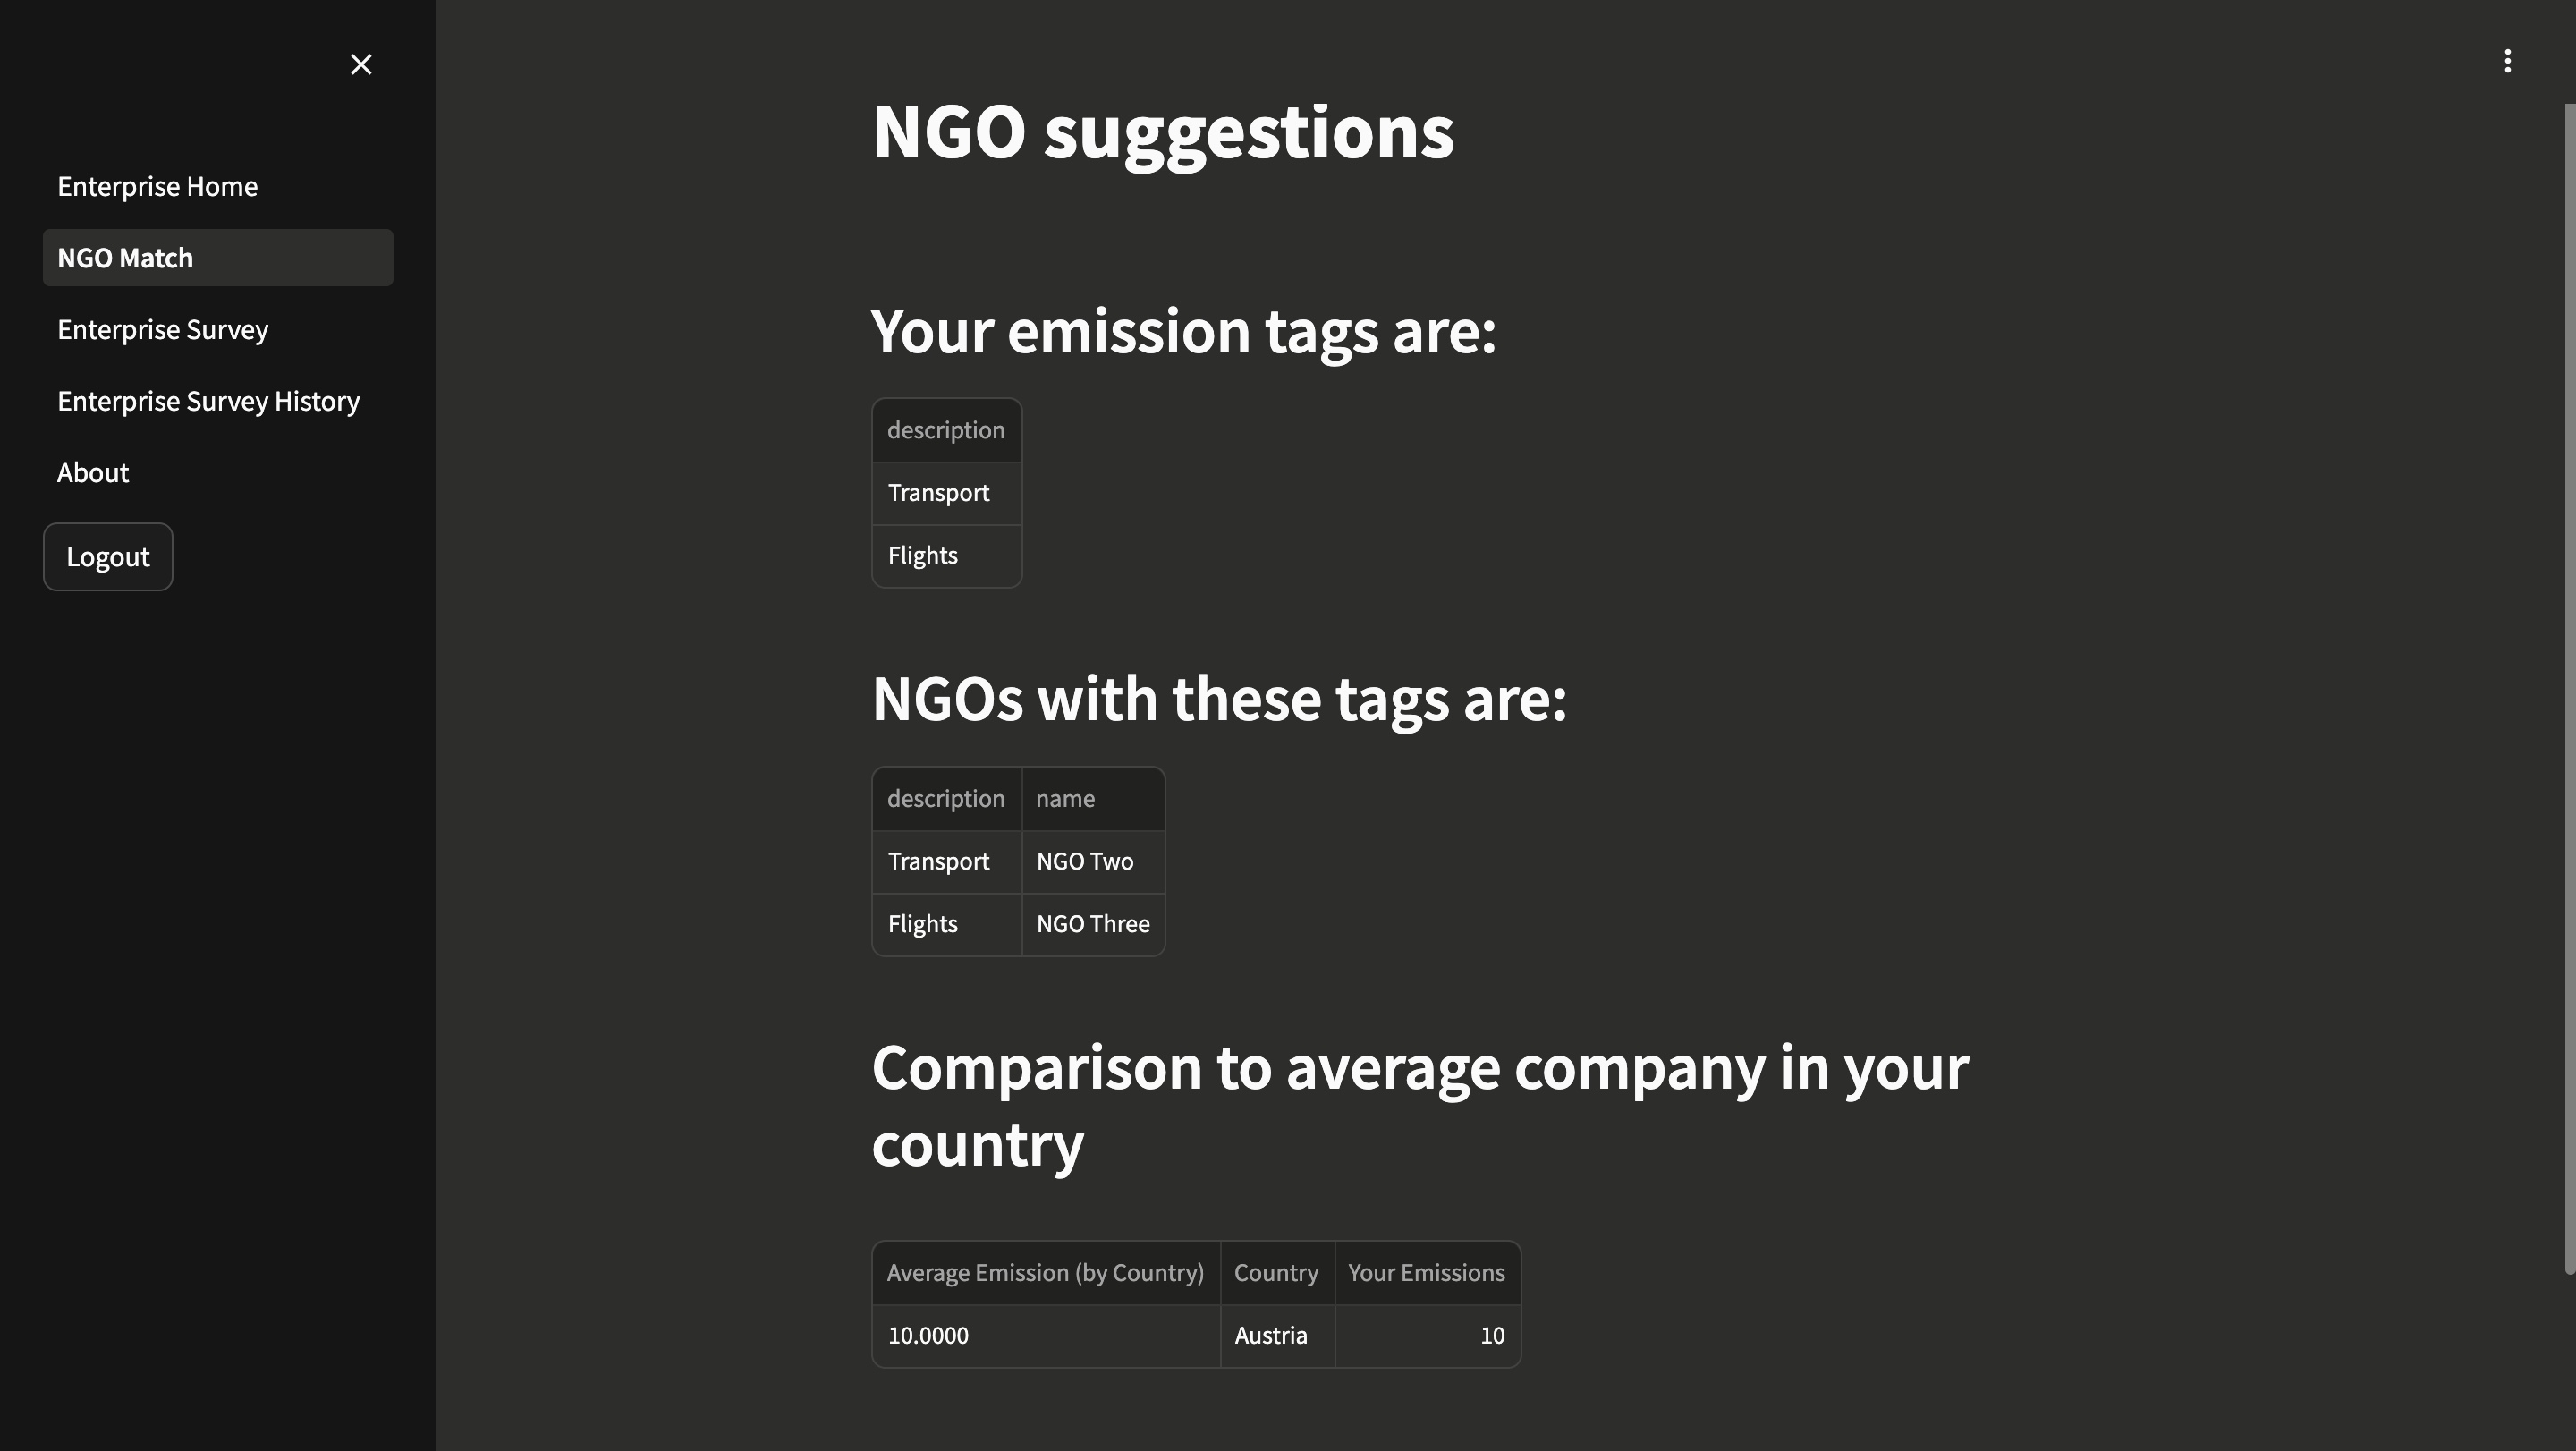 Enterprise Home
NGO Match
Enterprise Survey
Enterprise Survey History
About
Logout
NGO suggestions
Your emission tags are:
description
Transport
Flights
NGOs with these tags are:
description name
Transport NGO Two
Flights NGO Three
Comparison to average company in your
country
Average Emission (by Country) Country Your Emissions
10.0000 Austria 10